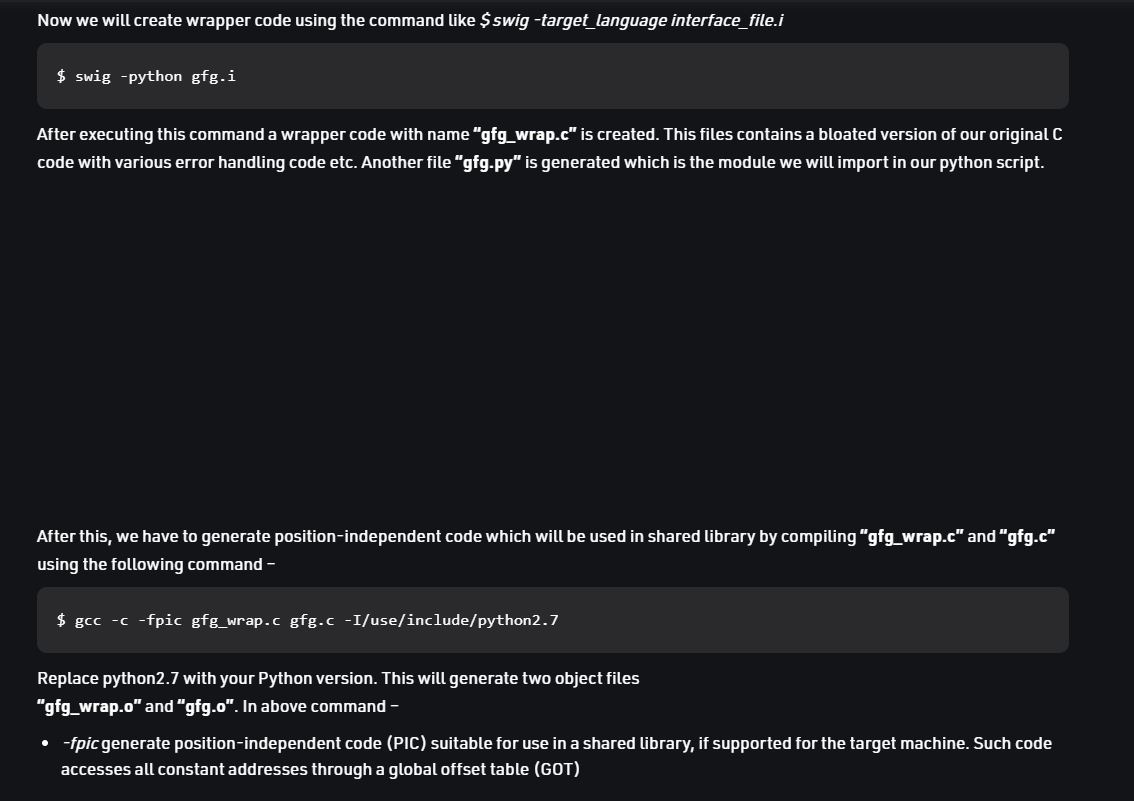 Now we will create wrapper code using the command like $ swig -target_language interface_file.i
$ swig -python gfg.i
After executing this command a wrapper code with name “gfg_wrap.c” is created. This files contains a bloated version of our original C
code with various error handling code etc. Another file “gfg.py” is generated which is the module we will import in our python script.
After this, we have to generate position-independent code which will be used in shared library by compiling “gfg_wrap.c” and “gfg.c”
using the following command –
$ gcc -c -fpic gfg_wrap.c gfg.c -I/use/include/python2.7
Replace python2.7 with your Python version. This will generate two object files
“gfg_wrap.o” and “gfg.o”. In above command –
• -fpic generate position-independent code (PIC) suitable for use in a shared library, if supported for the target machine. Such code
accesses all constant addresses through a global offset table (GOT)